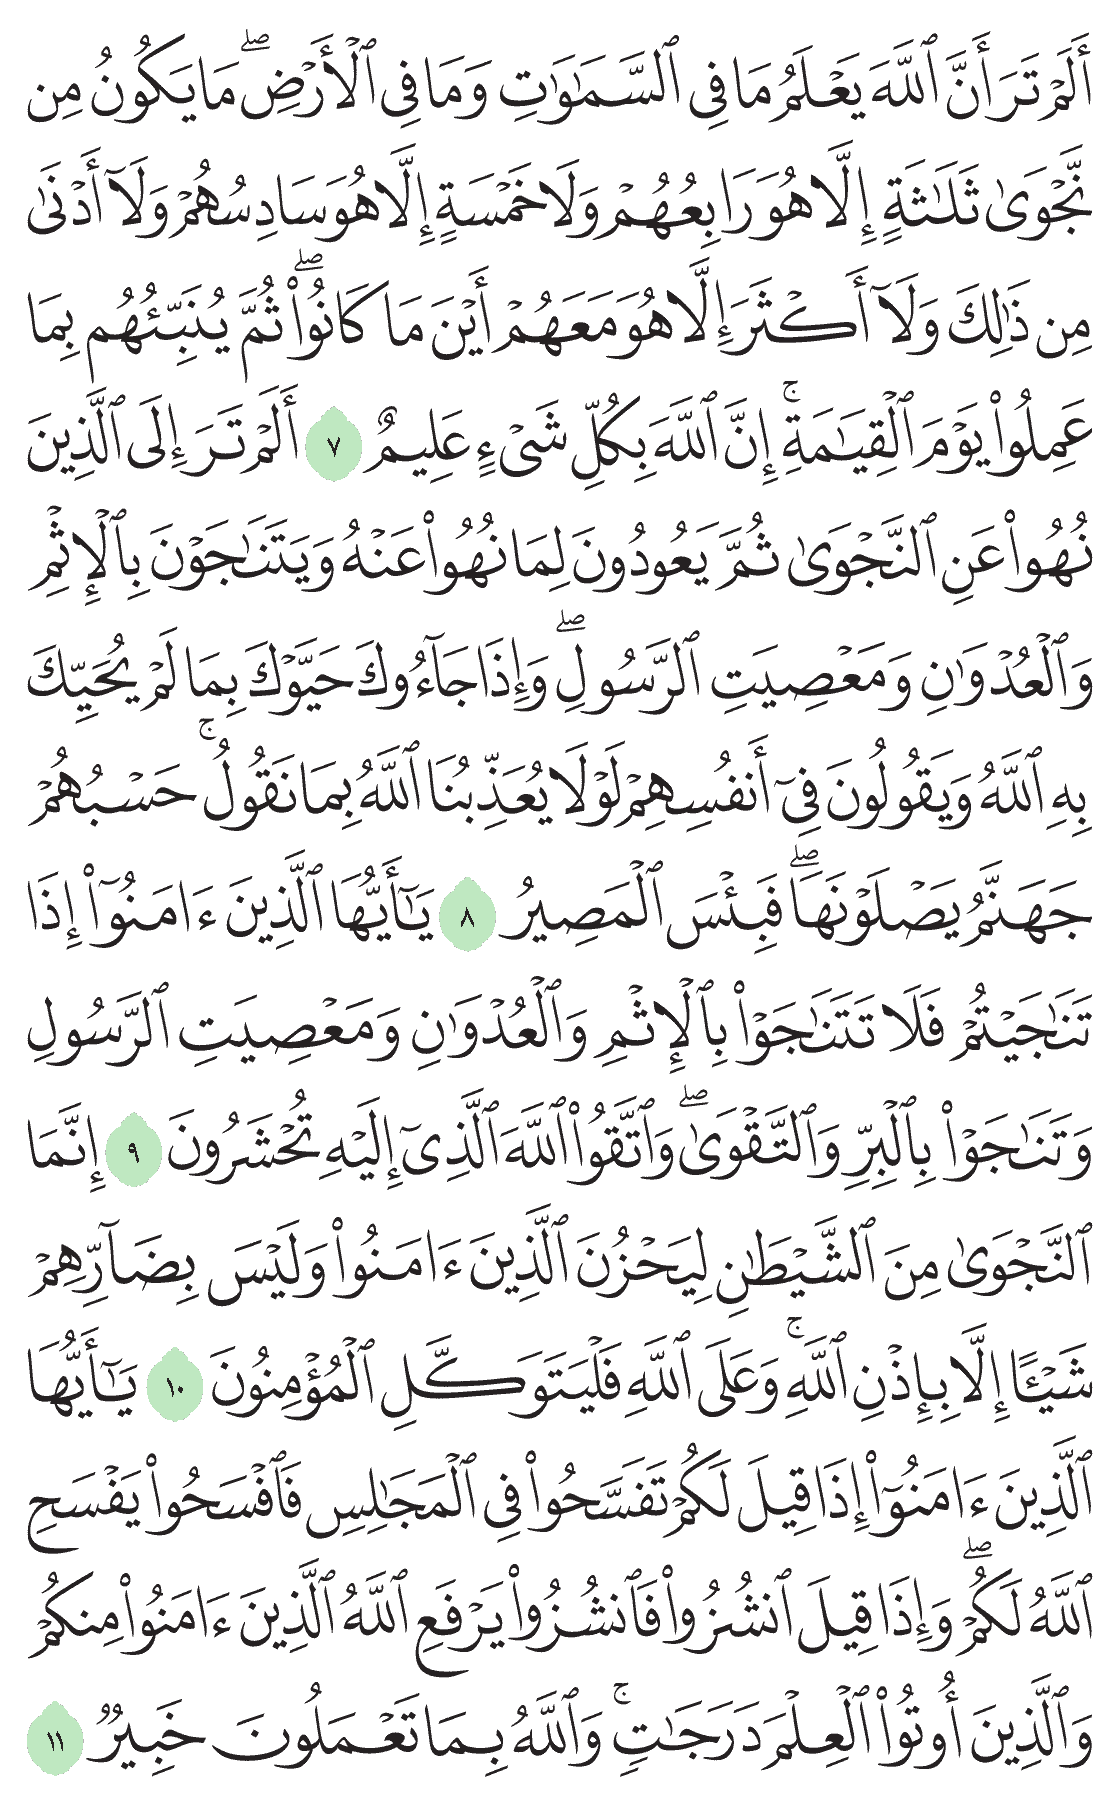 أَلَمْ تَرَ أَنَّ ٱللَّهَ يَعْلَمُ مَا فِى ٱلسَّمَٰوَٰتِ وَمَا فِى ٱلْأَرْضِ ۖ مَا يَكُونُ مِن
نَّجْوَىٰ ثَلَٰثَةٍ إِلَّا هُوَ رَابِعُهُمْ وَلَا خَمْسَةٍ إِلَّا هُوَ سَادِسُهُمْ وَلَآ أَدْنَىٰ
مِن ذَٰلِكَ وَلَآ أَكْثَرَ إِلَّا هُوَ مَعَهُمْ أَيْنَ مَا كَانُوا۟ ۖ ثُمَّ يُنَبِّئُهُم بِمَا
عَمِلُوا۟ يَوْمَ ٱلْقِيَٰمَةِ ۚ إِنَّ ٱللَّهَ بِكُلِّ شَىْءٍ عَلِيمٌ ٧ أَلَمْ تَرَ إِلَى ٱلَّذِينَ
نُهُوا۟ عَنِ ٱلنَّجْوَىٰ ثُمَّ يَعُودُونَ لِمَا نُهُوا۟ عَنْهُ وَيَتَنَٰجَوْنَ بِٱلْإِثْمِ
وَٱلْعُدْوَٰنِ وَمَعْصِيَتِ ٱلرَّسُولِ ۖ وَإِذَا جَآءُوكَ حَيَّوْكَ بِمَا لَمْ يُحَيِّكَ
بِهِ ٱللَّهُ وَيَقُولُونَ فِىٓ أَنفُسِهِمْ لَوْلَا يُعَذِّبُنَا ٱللَّهُ بِمَا نَقُولُ ۚ حَسْبُهُمْ
جَهَنَّمُ يَصْلَوْنَهَا ۖ فَبِئْسَ ٱلْمَصِيرُ ٨ يَٰٓأَيُّهَا ٱلَّذِينَ ءَامَنُوٓا۟ إِذَا
تَنَٰجَيْتُمْ فَلَا تَتَنَٰجَوْا۟ بِٱلْإِثْمِ وَٱلْعُدْوَٰنِ وَمَعْصِيَتِ ٱلرَّسُولِ
وَتَنَٰجَوْا۟ بِٱلْبِرِّ وَٱلتَّقْوَىٰ ۖ وَٱتَّقُوا۟ ٱللَّهَ ٱلَّذِىٓ إِلَيْهِ تُحْشَرُونَ ٩ إِنَّمَا
ٱلنَّجْوَىٰ مِنَ ٱلشَّيْطَٰنِ لِيَحْزُنَ ٱلَّذِينَ ءَامَنُوا۟ وَلَيْسَ بِضَآرِّهِمْ
شَيْـًٔا إِلَّا بِإِذْنِ ٱللَّهِ ۚ وَعَلَى ٱللَّهِ فَلْيَتَوَكَّلِ ٱلْمُؤْمِنُونَ ١٠ يَٰٓأَيُّهَا
ٱلَّذِينَ ءَامَنُوٓا۟ إِذَا قِيلَ لَكُمْ تَفَسَّحُوا۟ فِى ٱلْمَجَٰلِسِ فَٱفْسَحُوا۟ يَفْسَحِ
ٱللَّهُ لَكُمْ ۖ وَإِذَا قِيلَ ٱنشُزُوا۟ فَٱنشُزُوا۟ يَرْفَعِ ٱللَّهُ ٱلَّذِينَ ءَامَنُوا۟ مِنكُمْ
وَٱلَّذِينَ أُوتُوا۟ ٱلْعِلْمَ دَرَجَٰتٍ ۚ وَٱللَّهُ بِمَا تَعْمَلُونَ خَبِيرٌ ١١